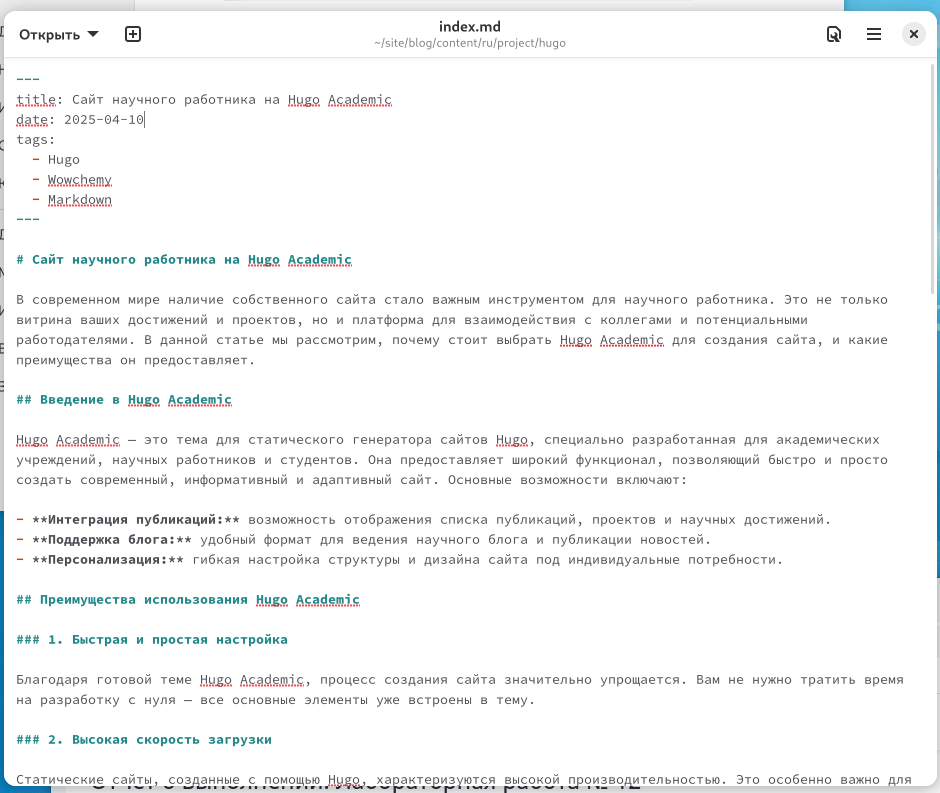 Открыть
index.md
~/site/blog/content/ru/project/hugo
---
title: Сайт научного работника на Hugo Academic
date: 2025-04-10
tags:
- Hugo
- Wowchemy
- Markdown
---
# Сайт научного работника на Hugo Academic
В современном мире наличие собственного сайта стало важным инструментом для научного работника. Это не только
витрина ваших достижений и проектов, но и платформа для взаимодействия с коллегами и потенциальными
работодателями. В данной статье мы рассмотрим, почему стоит выбрать Hugo Academic для создания сайта, и какие
преимущества он предоставляет.
## Введение в Hugo Academic
Hugo Academic — это тема для статического генератора сайтов Hugo, специально разработанная для академических
учреждений, научных работников и студентов. Она предоставляет широкий функционал, позволяющий быстро и просто
создать современный, информативный и адаптивный сайт. Основные возможности включают:
- **Интеграция публикаций:** возможность отображения списка публикаций, проектов и научных достижений.
- **Поддержка блога:** удобный формат для ведения научного блога и публикации новостей.
- **Персонализация:** гибкая настройка структуры и дизайна сайта под индивидуальные потребности.
## Преимущества использования Hugo Academic
### 1. Быстрая и простая настройка
Благодаря готовой теме Hugo Academic, процесс создания сайта значительно упрощается. Вам не нужно тратить время
на разработку с нуля — все основные элементы уже встроены в тему.
### 2. Высокая скорость загрузки
Статические сайты, созданные с помощью Hugo, характеризуются высокой производительностью. Это особенно важно для